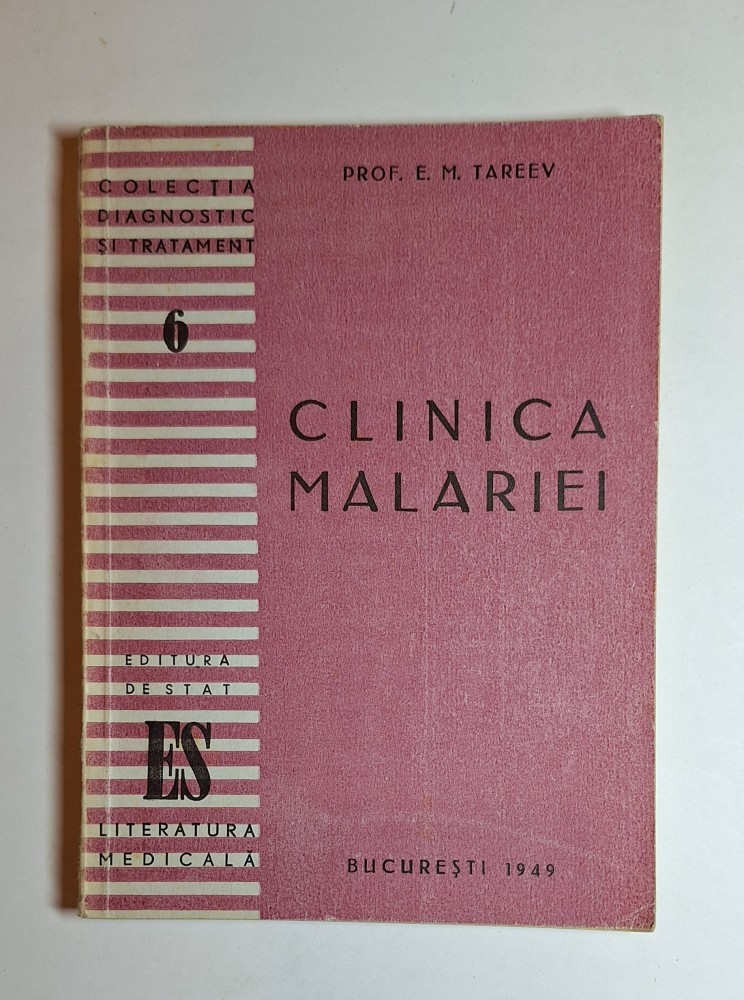 COLECȚIA
DIAGNOSTIC
ȘI TRATAMENT
6
PROF. E. M. TAREEV
CLINICA
MALARIEI
EDITURA
DE STAT
ES
LITERATURA
MEDICALĂ
BUCUREȘTI 1949